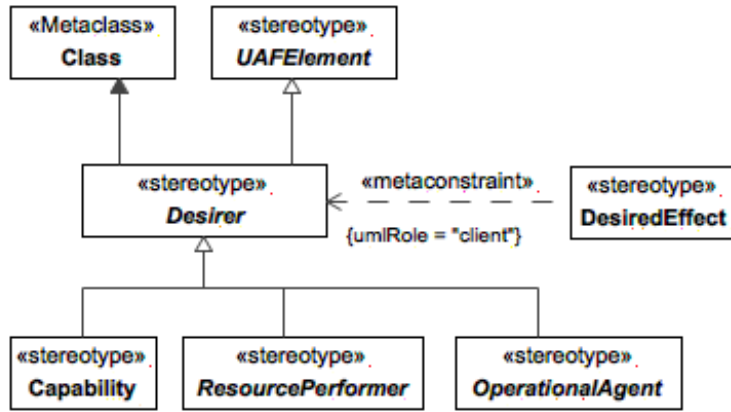 «Metaclass»
Class
«stereotype»
UAFElement
«stereotype»
Desirer
«metaconstraint»
{umlRole = "client"}
«stereotype»
DesiredEffect
«stereotype»
Capability
«stereotype»
ResourcePerformer
«stereotype»
OperationalAgent